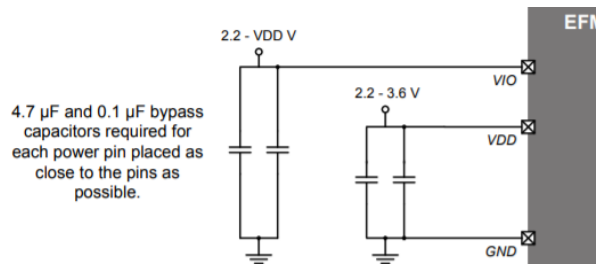 EFM
2.2 - VDD V
VIO
2.2 - 3.6 V
4.7 µF and 0.1 µF bypass
capacitors required for
each power pin placed as
close to the pins as
possible.
VDD
GND